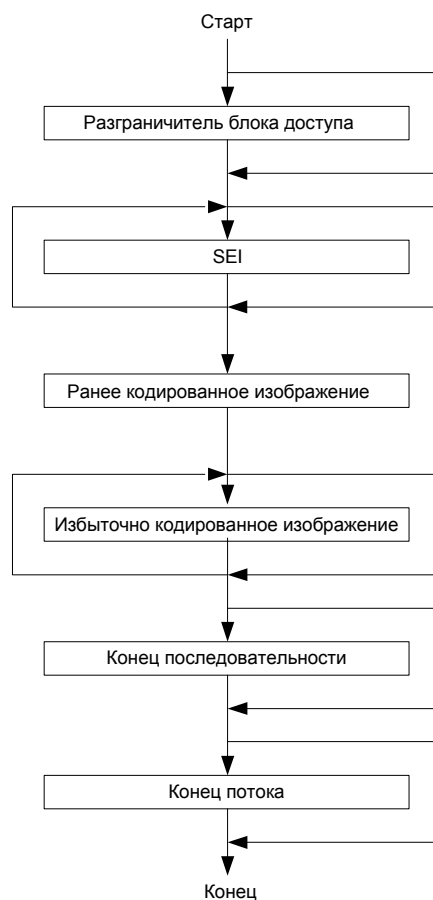 Старт
Разграничитель блока доступа
SEI
Ранее кодированное изображение
Избыточно кодированное изображение
Конец последовательности
Конец потока
Конец